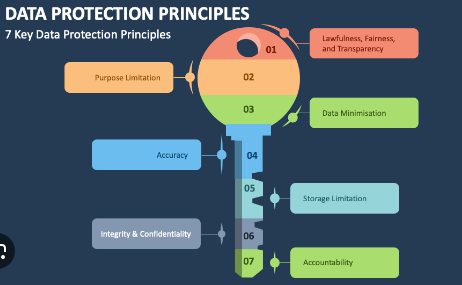 DATA PROTECTION PRINCIPLES
7 Key Data Protection Principles
01
Lawfulness, Fairness,
and Transparency
Purpose Limitation
02
03
Data Minimisation
Accuracy
04
05
Storage Limitation
Integrity & Confidentiality
06
07
Accountability